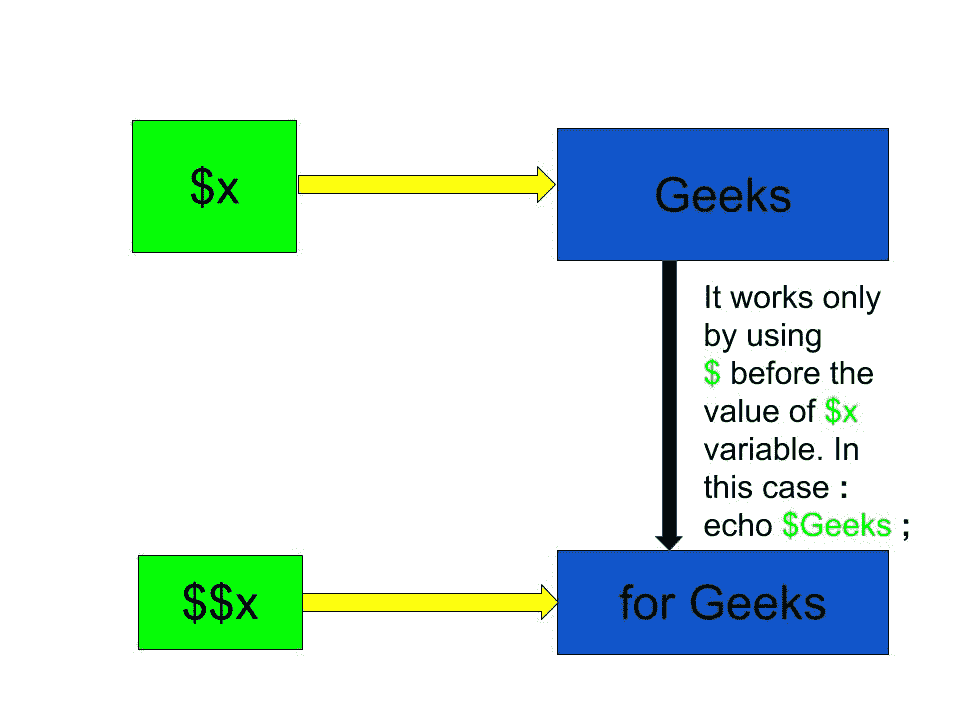 $x
Geeks
It works only
by using
$ before the
value of $x
variable. In
this case :
echo $Geeks ;
$$x
for Geeks